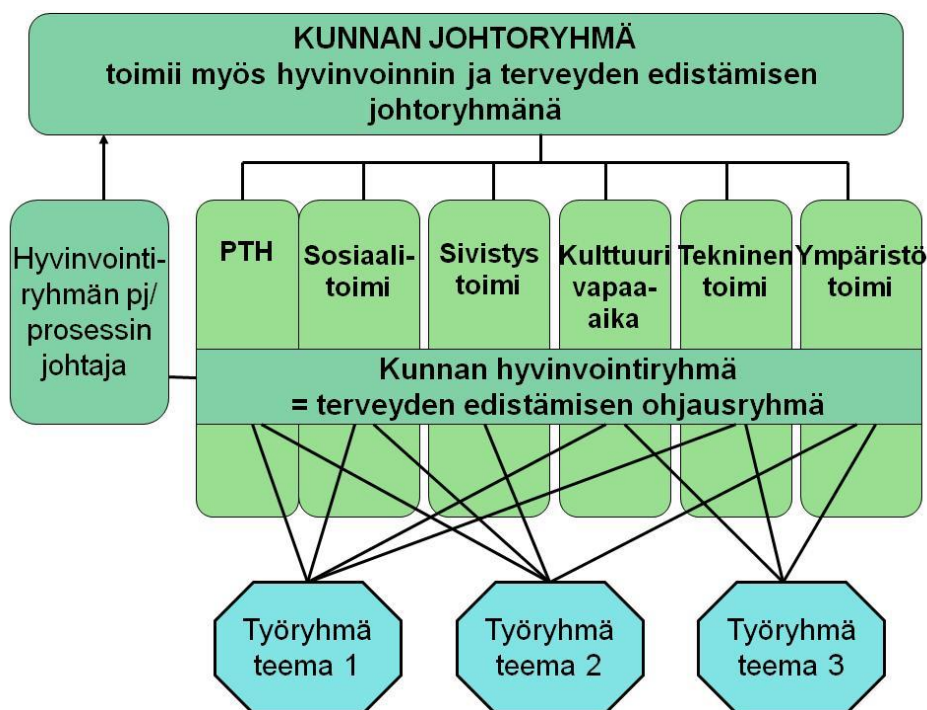 KUNNAN JOHTORYHMÄ
toimii myös hyvinvoinnin ja terveyden edistämisen
johtoryhmänä
Hyvinvointi-
ryhmän pj/
prosessin
johtaja
PTH
Sosiaali-
toimi
Sivistys
toimi
Kulttuuri
vapaa-
aika
Tekninen
toimi
Ympäristö
toimi
Kunnan hyvinvointiryhmä
= terveyden edistämisen ohjausryhmä
Työryhmä
teema 1
Työryhmä
teema 2
Työryhmä
teema 3